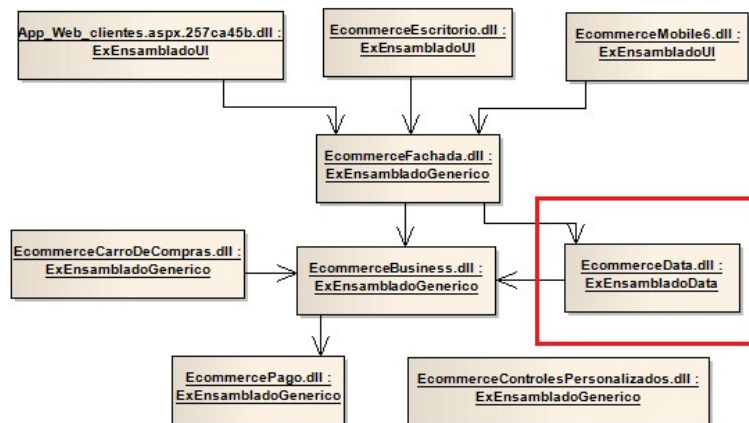 App_Web_clientes.aspx.257ca45b.dll :
ExEnsambladoUI
EcommerceEscritorio.dll :
ExEnsambladoUI
EcommerceMobile6.dll :
ExEnsambladoUI
EcommerceFachada.dll :
ExEnsambladoGenerico
EcommerceCarroDeCompras.dll :
ExEnsambladoGenerico
EcommerceBusiness.dll :
ExEnsambladoGenerico
EcommerceData.dll :
ExEnsambladoData
EcommercePago.dll :
ExEnsambladoGenerico
EcommerceControlesPersonalizados.dll :
ExEnsambladoGenerico